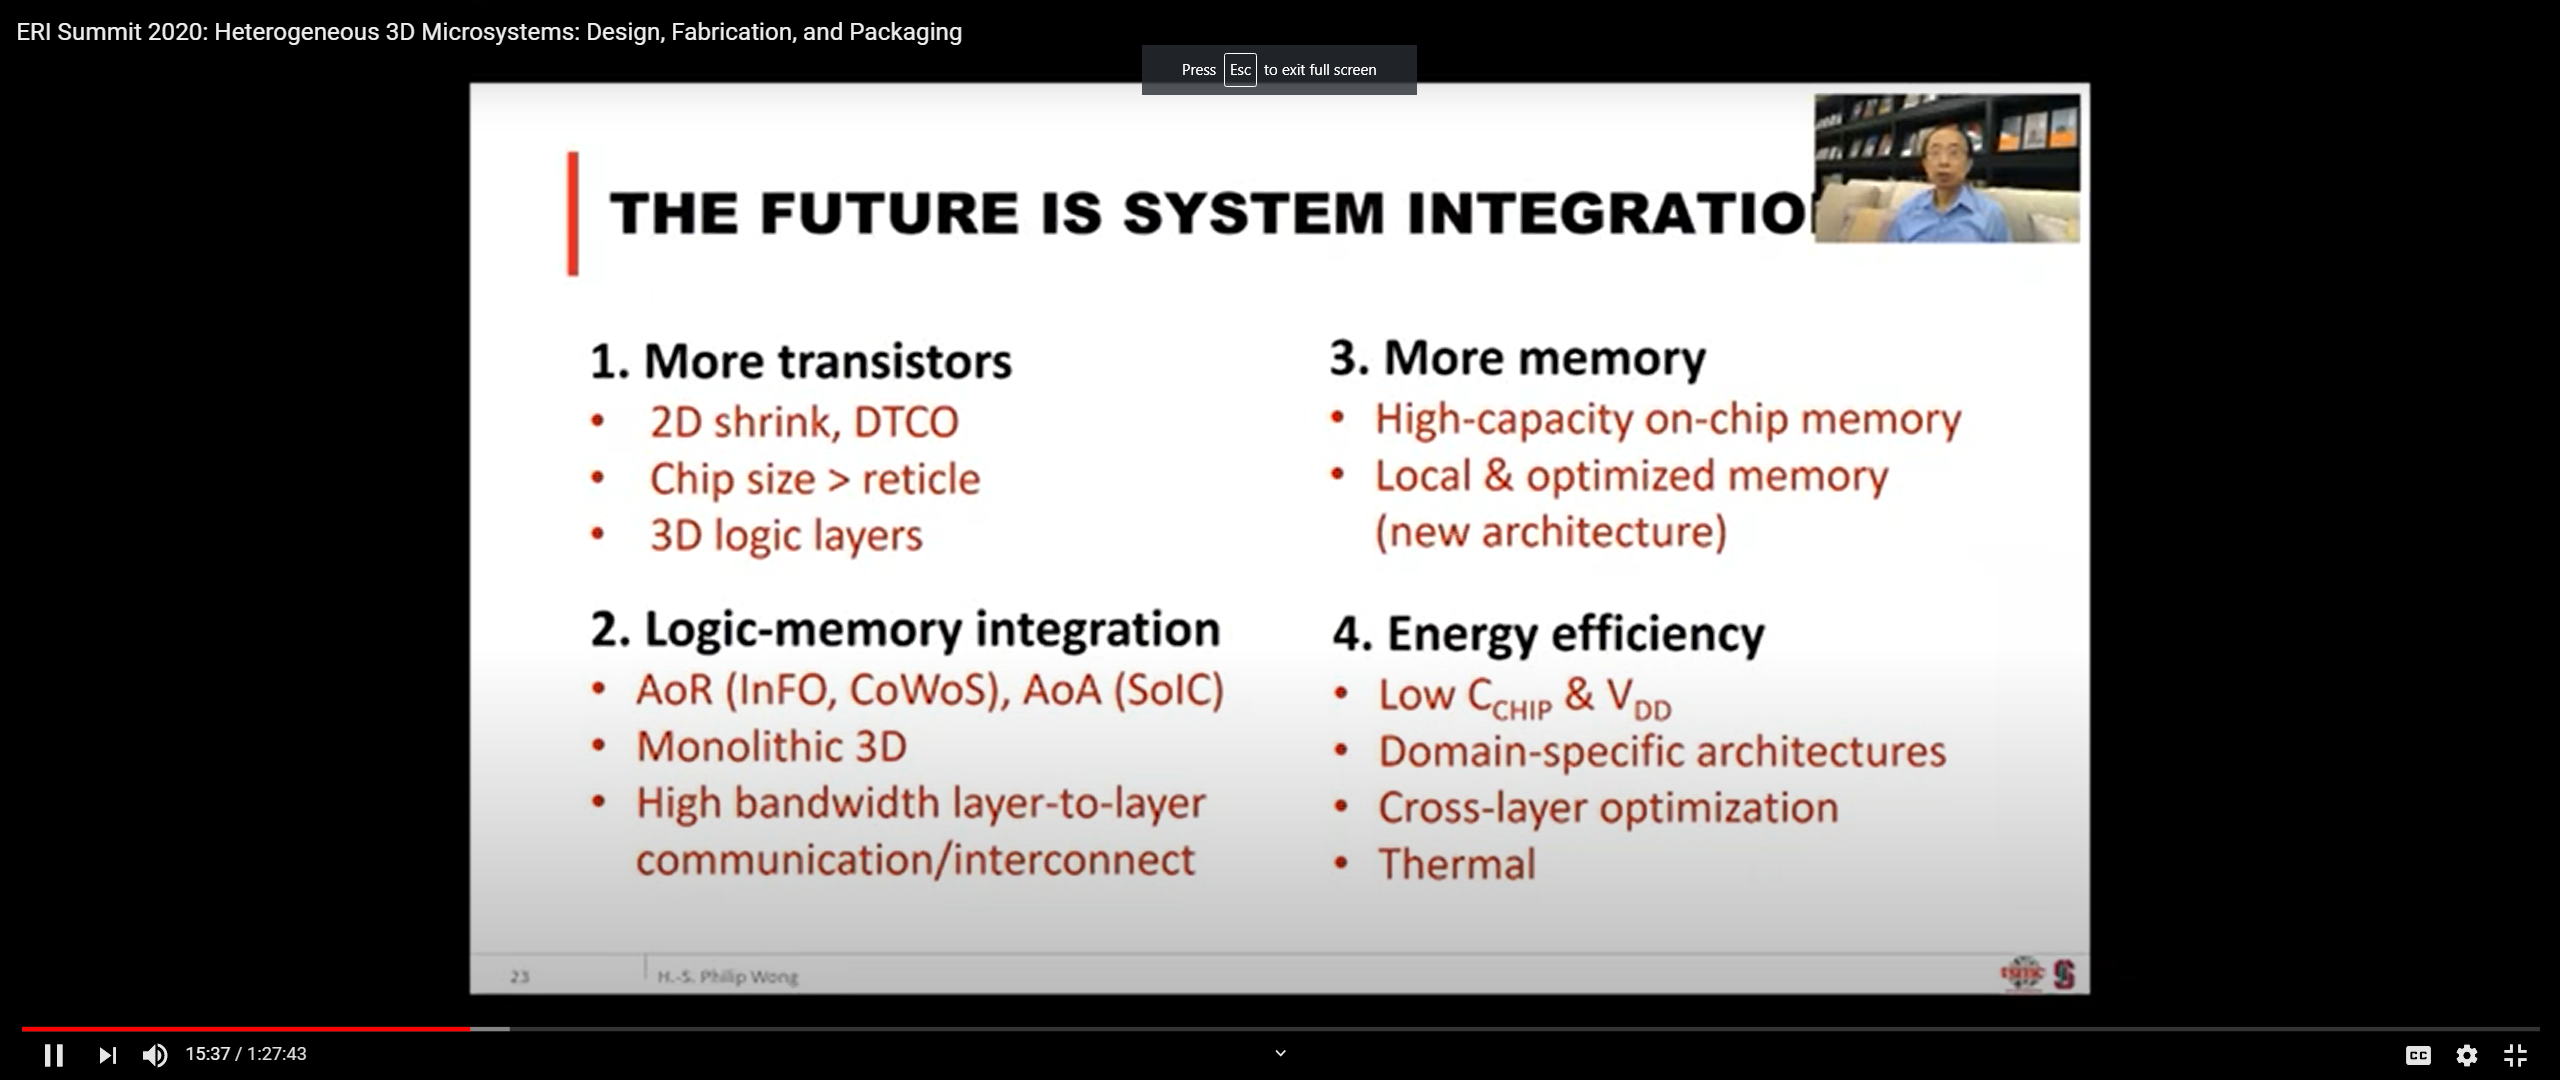 ERI Summit 2020: Heterogeneous 3D Microsystems: Design, Fabrication, and Packaging
Press Esc to exit full screen
THE FUTURE IS SYSTEM INTEGRATIO
1. More transistors
• 2D shrink, DTCO
• Chip size > reticle
• 3D logic layers
2. Logic-memory integration
• AoR (InFO, CoWoS), AoA (SoIC)
• Monolithic 3D
• High bandwidth layer-to-layer
communication/interconnect
3. More memory
• High-capacity on-chip memory
• Local & optimized memory
(new architecture)
4. Energy efficiency
• Low CCHIP & VDD
• Domain-specific architectures
• Cross-layer optimization
• Thermal
23
H.-S. Philip Wong
tsmc S
15:37 / 1:27:43
CC